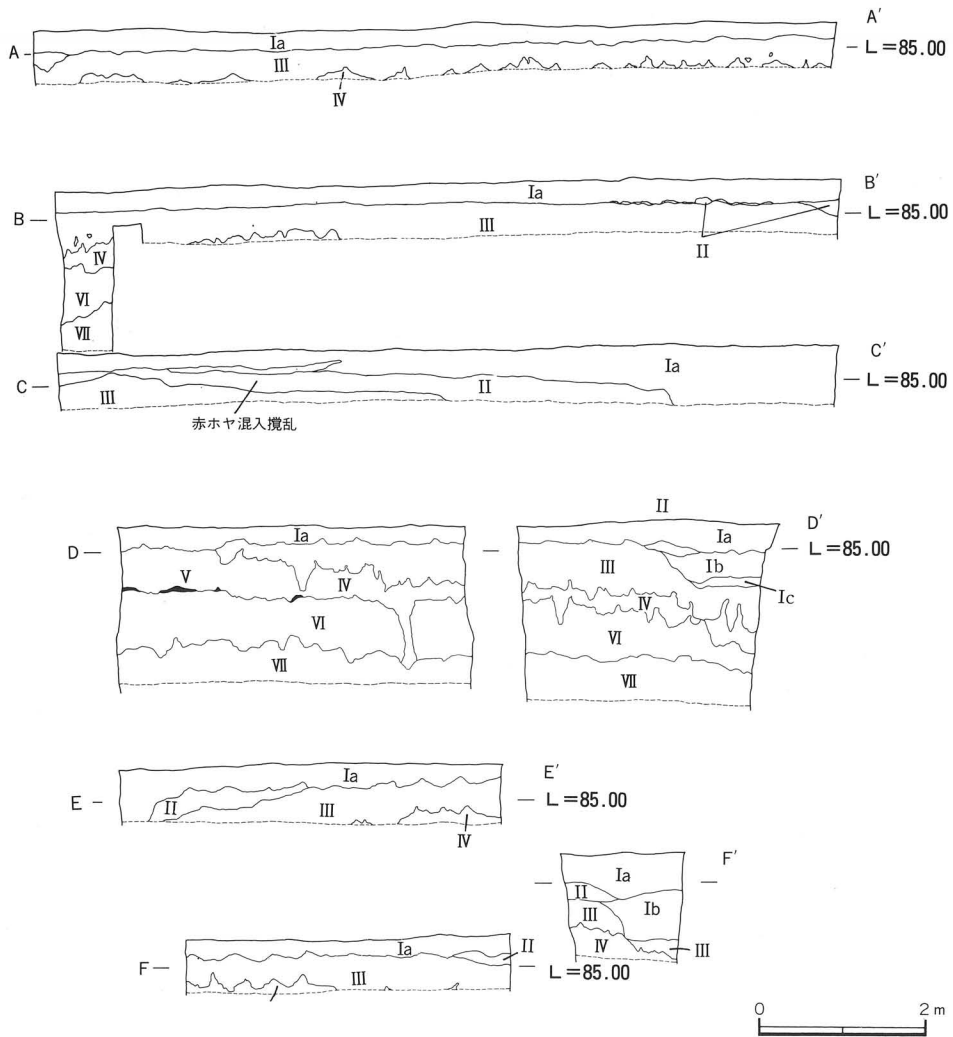 A Ia A′
III L=85.00
IV
B Ia B′
III L=85.00
II
IV
VI
VII
C Ia C′
III II L=85.00
赤ホヤ混入攪乱
II
D Ia Ia D′
L=85.00
V IV III Ib
Ic
VI IV
VI
VII VII
E Ia E′
II III L=85.00
IV
F′
Ia
II Ib
III
IV III
F Ia II
III L=85.00
0 2 m